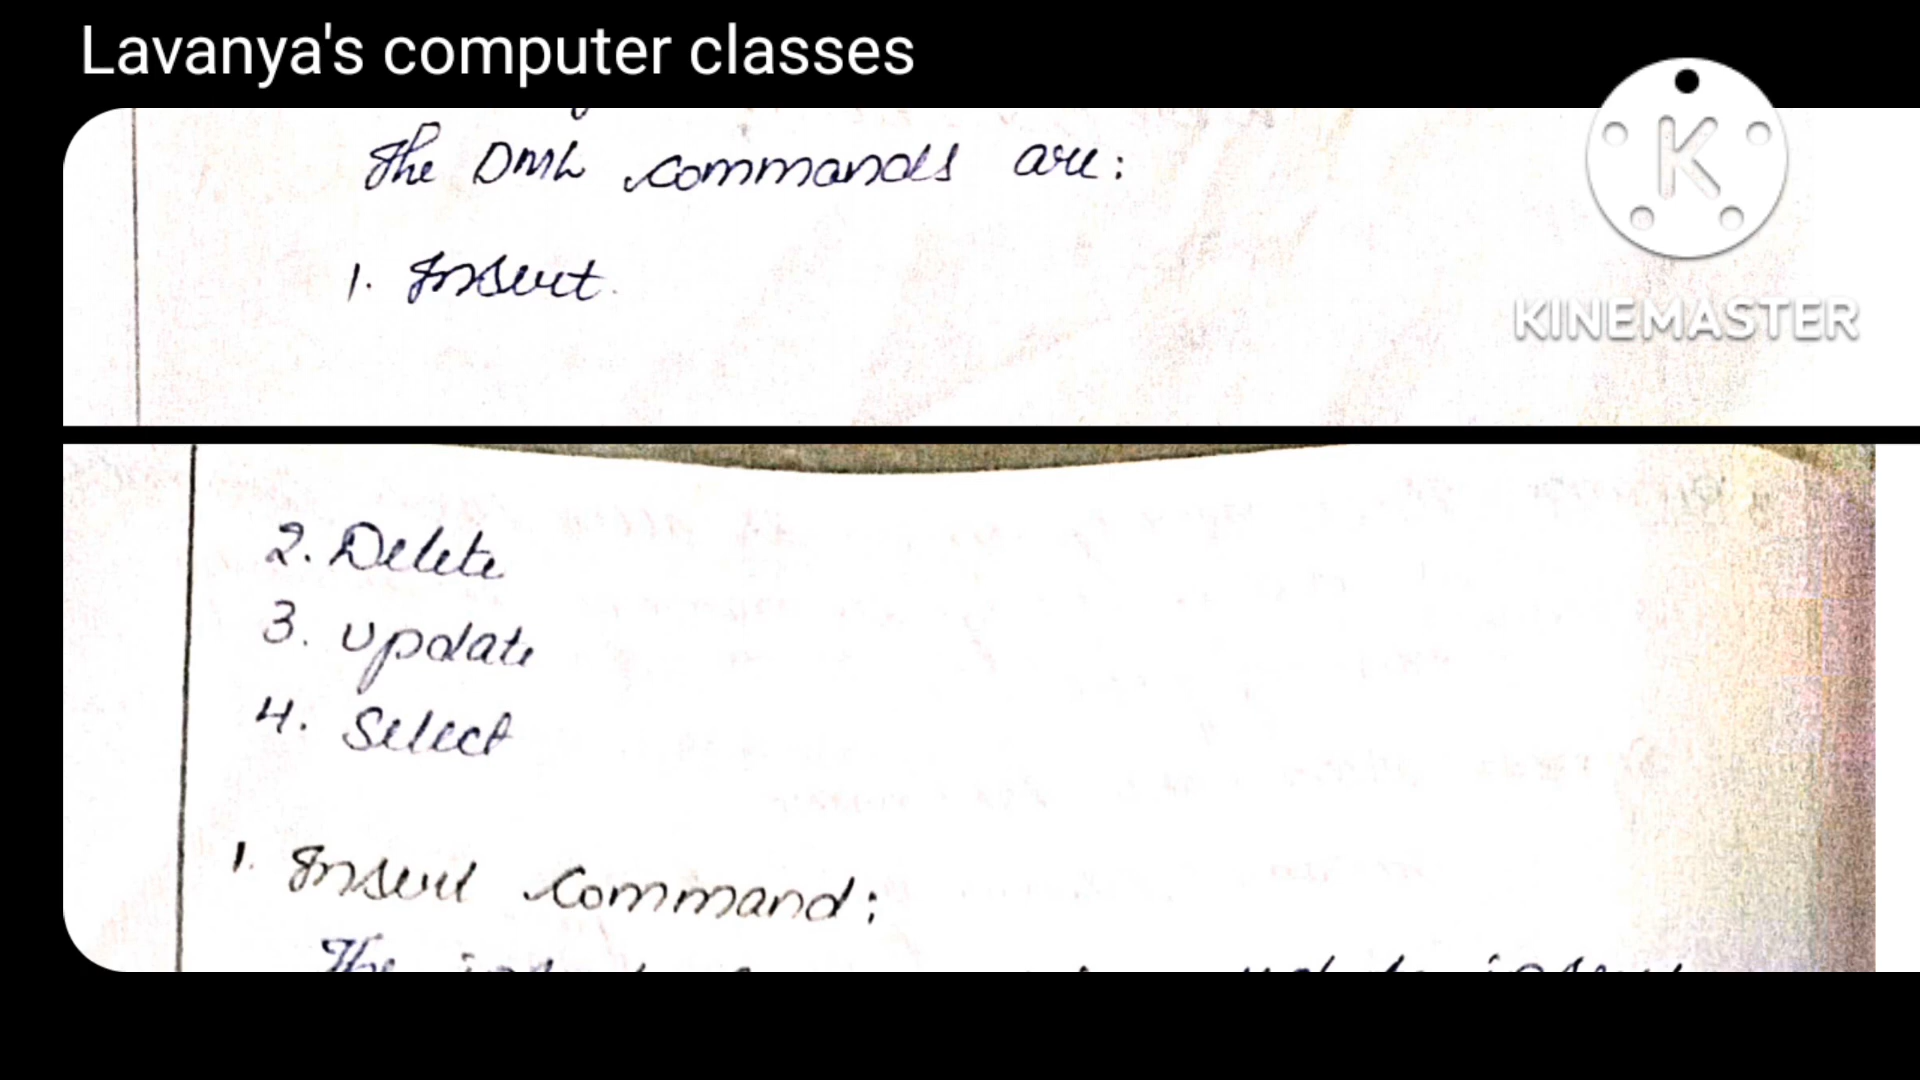 Lavanya's computer classes
The DML commands are:
1. Insert.
KINEMASTER
2. Delete
3. update
4. Select
1. Insert command:
The